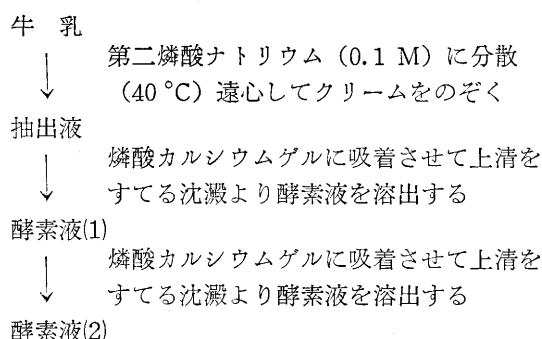 牛　乳
第二燐酸ナトリウム（0.1 M）に分散
（40 °C）遠心してクリームをのぞく
抽出液
燐酸カルシウムゲルに吸着させて上清を
すてる沈澱より酵素液を溶出する
酵素液(1)
燐酸カルシウムゲルに吸着させて上清を
すてる沈澱より酵素液を溶出する
酵素液(2)